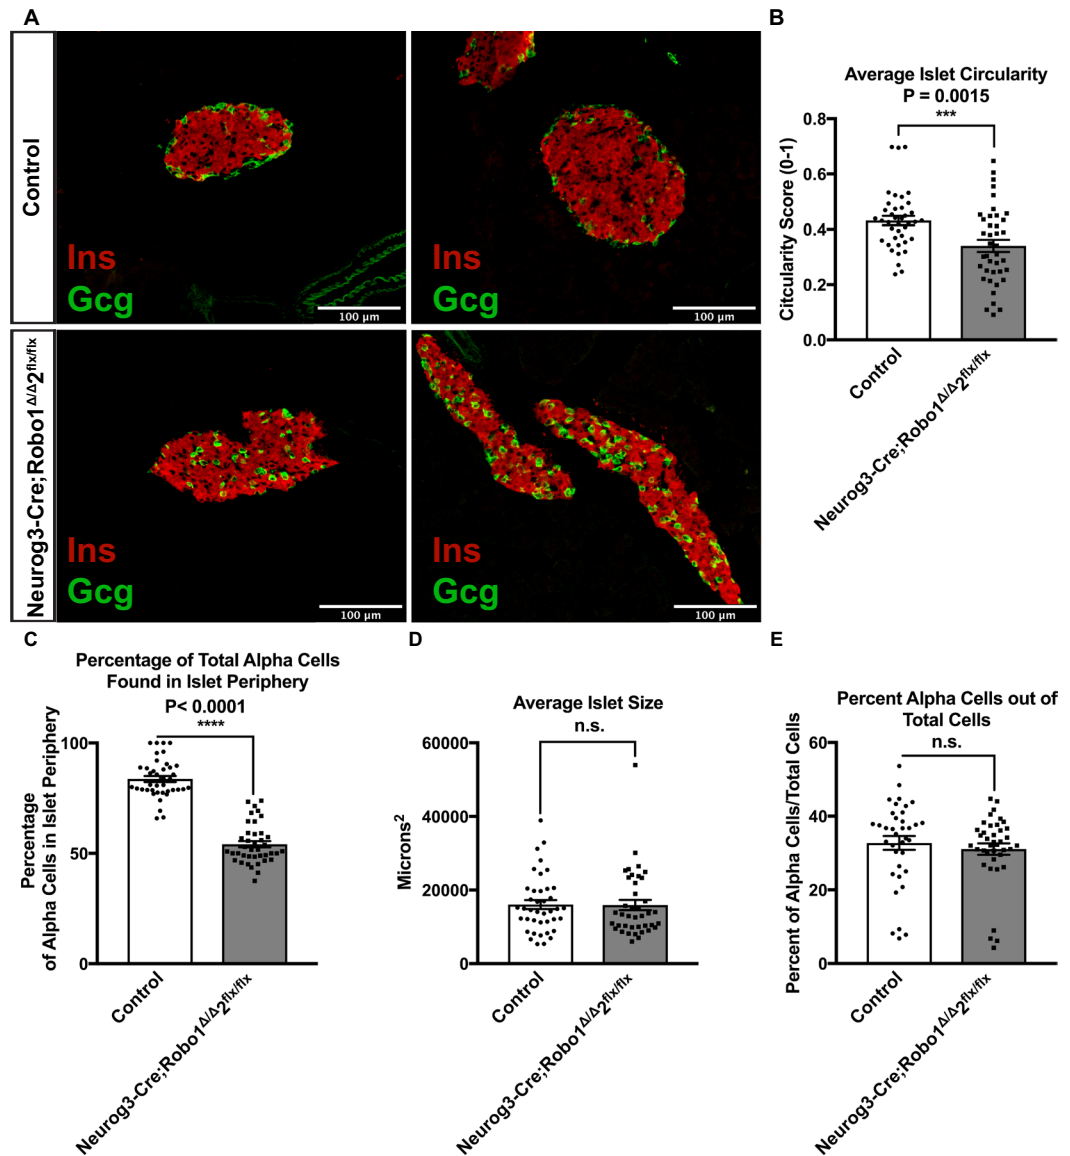 A
Control
Ins
Gcg
100 μm
Ins
Gcg
100 μm
Neurog3-Cre;Robo1Δ/Δ2flx/flx
Ins
Gcg
100 μm
Ins
Gcg
100 μm
B
Average Islet Circularity
P = 0.0015
***
Citcularity Score (0-1)
0.8
0.6
0.4
0.2
0.0
Control
Neurog3-Cre;Robo1Δ/Δ2flx/flx
C
Percentage of Total Alpha Cells
Found in Islet Periphery
P< 0.0001
****
Percentage
of Alpha Cells in Islet Periphery
100
50
0
Control
Neurog3-Cre;Robo1Δ/Δ2flx/flx
D
Average Islet Size
n.s.
Microns2
60000
40000
20000
0
Control
Neurog3-Cre;Robo1Δ/Δ2flx/flx
E
Percent Alpha Cells out of
Total Cells
n.s.
Percent of Alpha Cells/Total Cells
60
40
20
0
Control
Neurog3-Cre;Robo1Δ/Δ2flx/flx